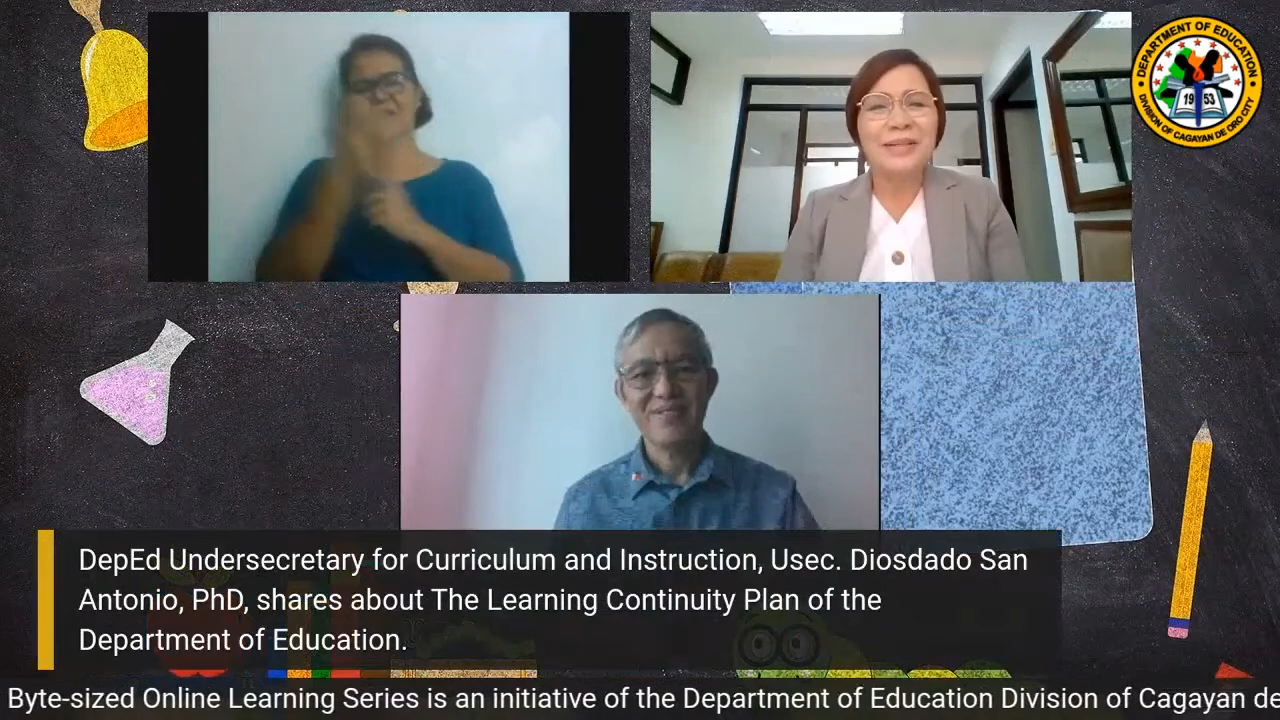 DEPARTMENT OF EDUCATION
19 53
DIVISION OF CAGAYAN DE ORO CITY
DepEd Undersecretary for Curriculum and Instruction, Usec. Diosdado San
Antonio, PhD, shares about The Learning Continuity Plan of the
Department of Education.
Byte-sized Online Learning Series is an initiative of the Department of Education Division of Cagayan de